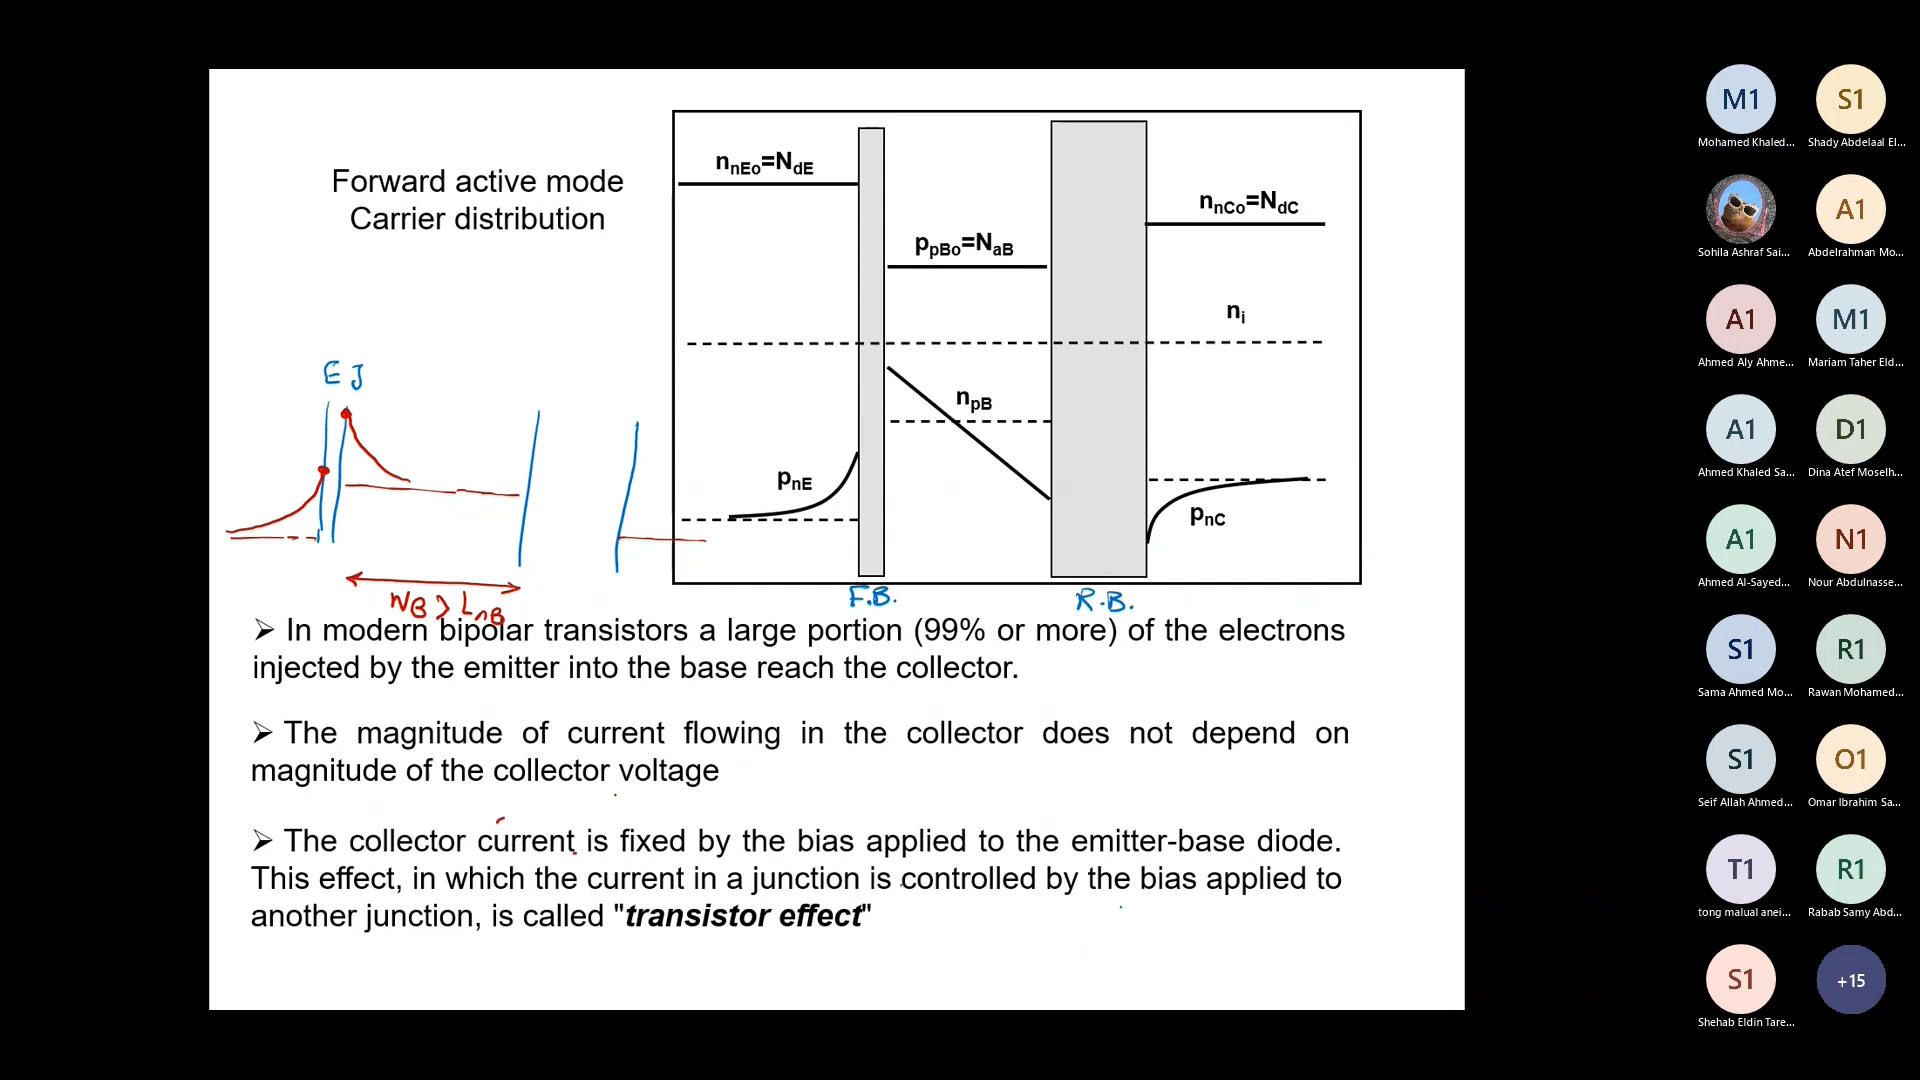 Forward active mode
Carrier distribution
nnEo=NdE
ppBo=NaB
nnCo=NdC
ni
npB
pnE
pnC
E J
WB > LnB
F.B.
R.B.
➢ In modern bipolar transistors a large portion (99% or more) of the electrons
injected by the emitter into the base reach the collector.
➢ The magnitude of current flowing in the collector does not depend on
magnitude of the collector voltage
➢ The collector current is fixed by the bias applied to the emitter-base diode.
This effect, in which the current in a junction is controlled by the bias applied to
another junction, is called "transistor effect"
M1 S1
Mohamed Khaled... Shady Abdelaal El...
A1
Sohila Ashraf Sai... Abdelrahman Mo...
A1 M1
Ahmed Aly Ahme... Mariam Taher Eld...
A1 D1
Ahmed Khaled Sa... Dina Atef Moselh...
A1 N1
Ahmed Al-Sayed... Nour Abdulnasse...
S1 R1
Sama Ahmed Mo... Rawan Mohamed...
S1 O1
Seif Allah Ahmed... Omar Ibrahim Sa...
T1 R1
tong malual anei... Rabab Samy Abd...
S1 +15
Shehab Eldin Tare...